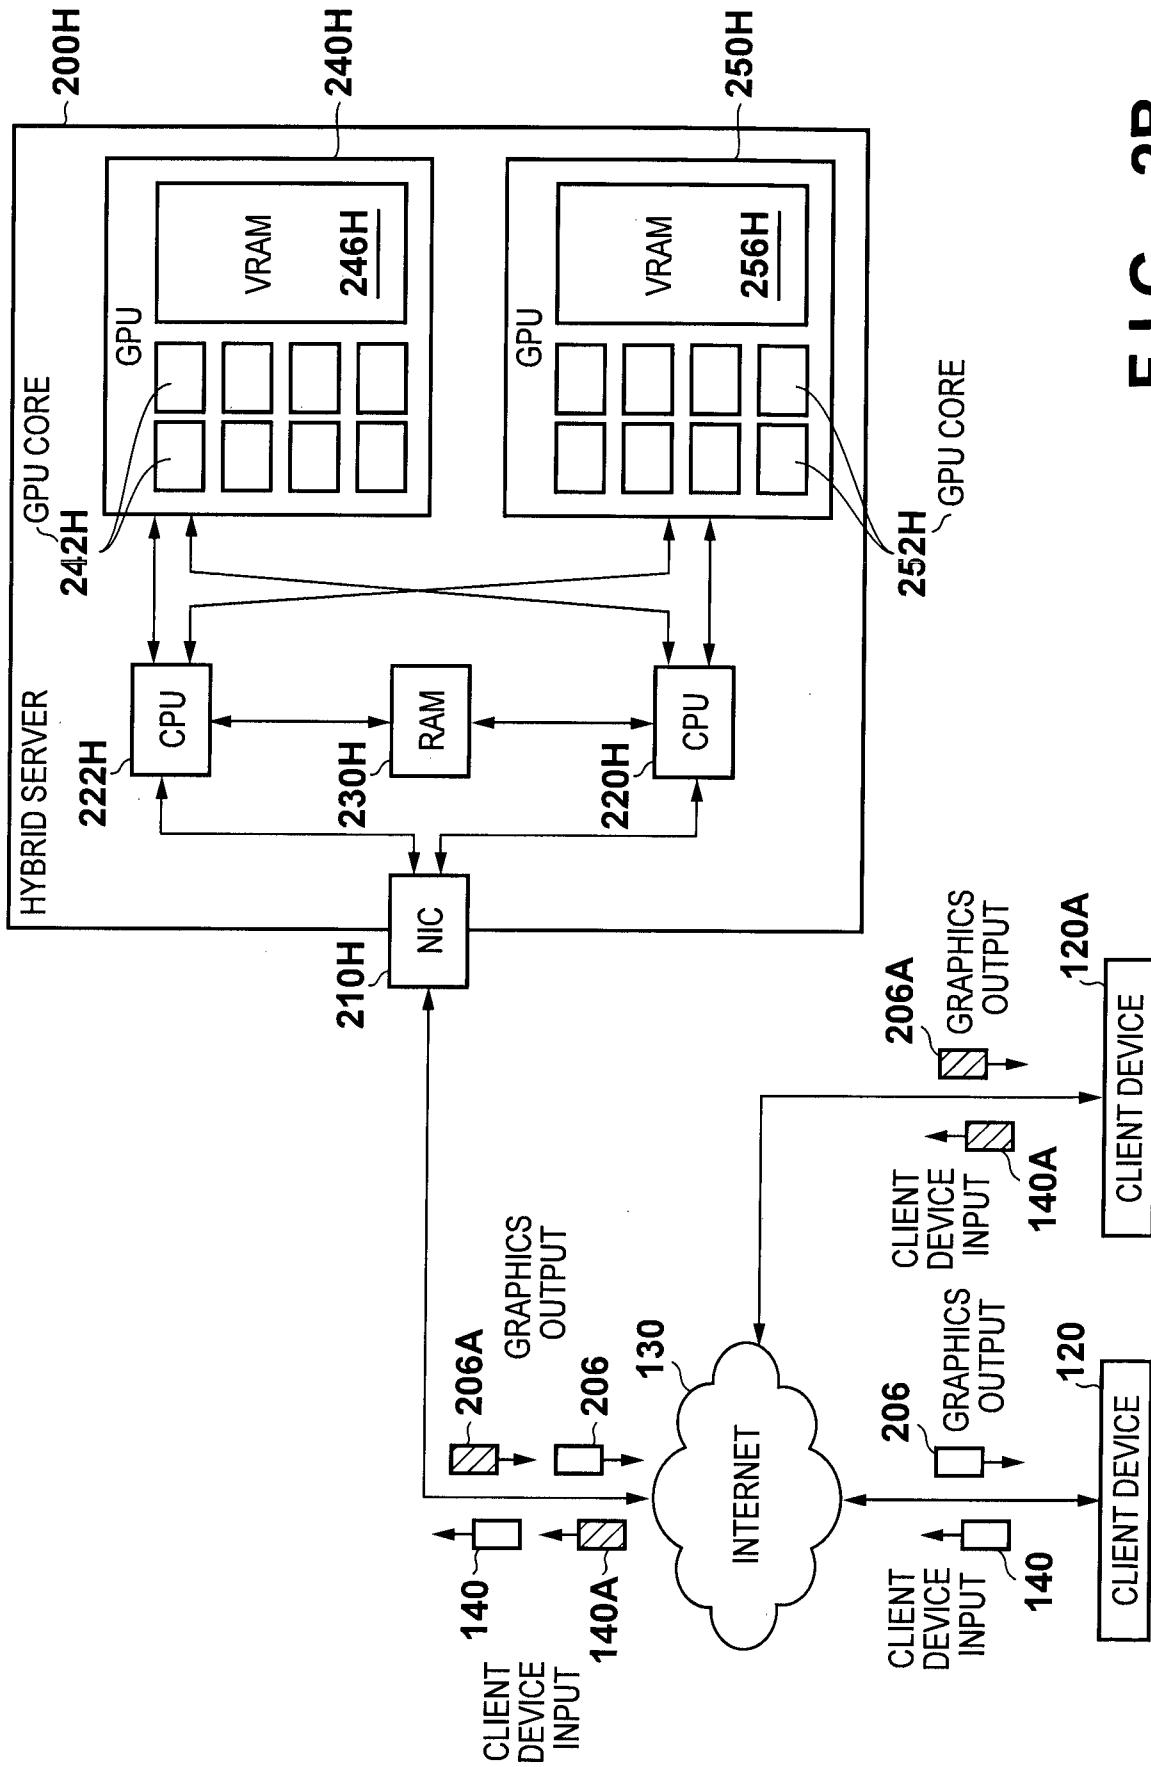 200H
HYBRID SERVER
242H
GPU CORE
240H
222H
CPU
GPU
VRAM
246H
230H
RAM
210H
NIC
220H
CPU
GPU
VRAM
256H
250H
252H
GPU CORE
CLIENT
DEVICE
INPUT
140
140A
206A
206
GRAPHICS
OUTPUT
INTERNET
130
CLIENT
DEVICE
INPUT
140
206
GRAPHICS
OUTPUT
CLIENT
DEVICE
INPUT
140A
206A
GRAPHICS
OUTPUT
CLIENT DEVICE
120
CLIENT DEVICE
120A